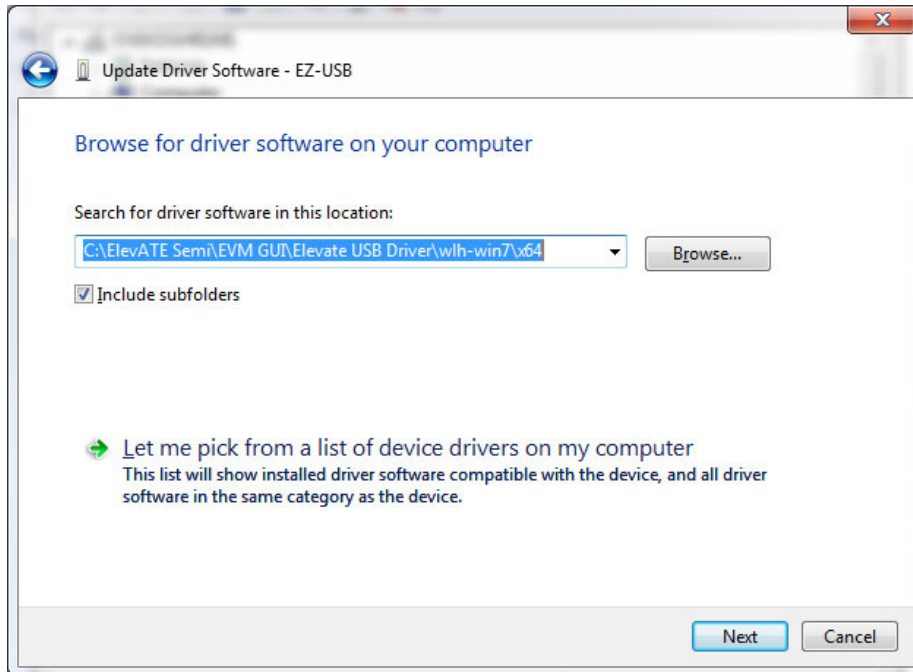 Update Driver Software - EZ-USB
Browse for driver software on your computer
Search for driver software in this location:
C:\ElevATE Semi\EVM GUI\Elevate USB Driver\wlh-win7\x64
Browse...
Include subfolders
Let me pick from a list of device drivers on my computer
This list will show installed driver software compatible with the device, and all driver
software in the same category as the device.
Next
Cancel